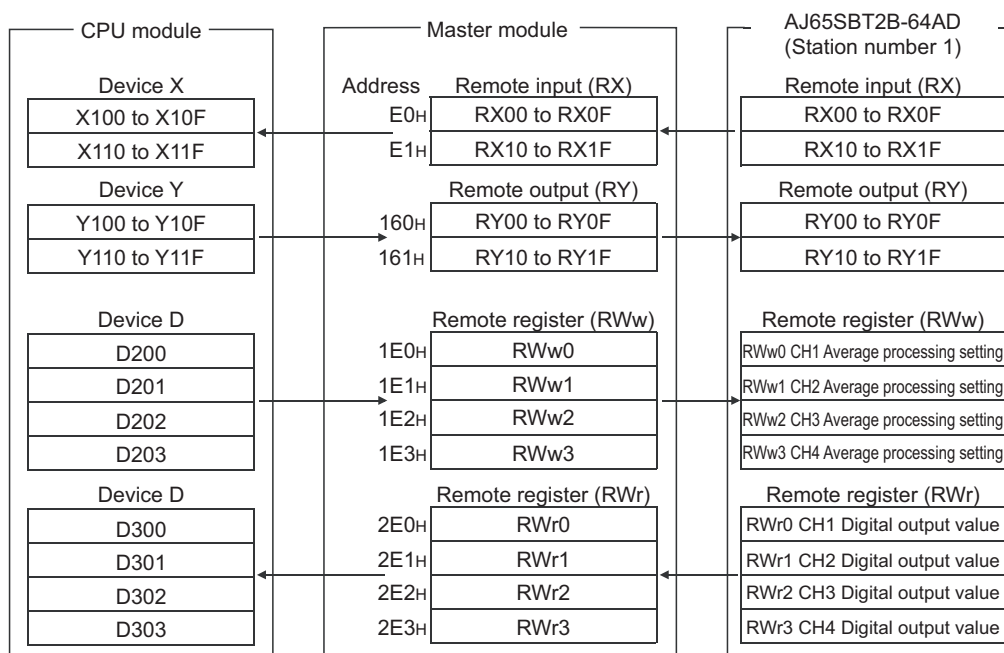 CPU module
Master module
AJ65SBT2B-64AD
(Station number 1)
Device X
Address
Remote input (RX)
Remote input (RX)
X100 to X10F
E0H
RX00 to RX0F
RX00 to RX0F
X110 to X11F
E1H
RX10 to RX1F
RX10 to RX1F
Device Y
Remote output (RY)
Remote output (RY)
Y100 to Y10F
160H
RY00 to RY0F
RY00 to RY0F
Y110 to Y11F
161H
RY10 to RY1F
RY10 to RY1F
Device D
Remote register (RWw)
Remote register (RWw)
D200
1E0H
RWw0
RWw0 CH1 Average processing setting
D201
1E1H
RWw1
RWw1 CH2 Average processing setting
D202
1E2H
RWw2
RWw2 CH3 Average processing setting
D203
1E3H
RWw3
RWw3 CH4 Average processing setting
Device D
Remote register (RWr)
Remote register (RWr)
D300
2E0H
RWr0
RWr0 CH1 Digital output value
D301
2E1H
RWr1
RWr1 CH2 Digital output value
D302
2E2H
RWr2
RWr2 CH3 Digital output value
D303
2E3H
RWr3
RWr3 CH4 Digital output value